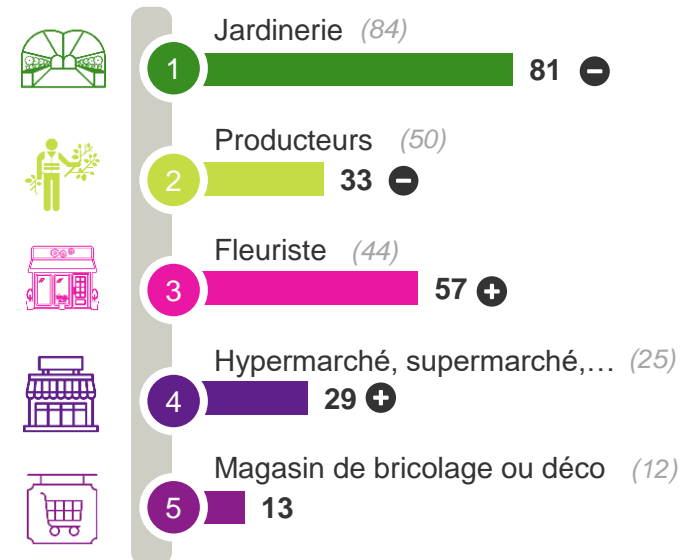 Jardinerie (84)
1 81 −
Producteurs (50)
2 33 −
Fleuriste (44)
3 57 +
Hypermarché, supermarché,… (25)
4 29 +
Magasin de bricolage ou déco (12)
5 13